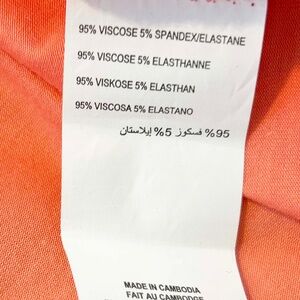 95% VISCOSE 5% SPANDEX/ELASTANE
95% VISCOSE 5% ELASTHANNE
95% VISKOSE 5% ELASTHAN
95% VISCOSA 5% ELASTANO
95% فسكوز 5% إيلاستان
MADE IN CAMBODIA
FAIT AU CAMBODGE